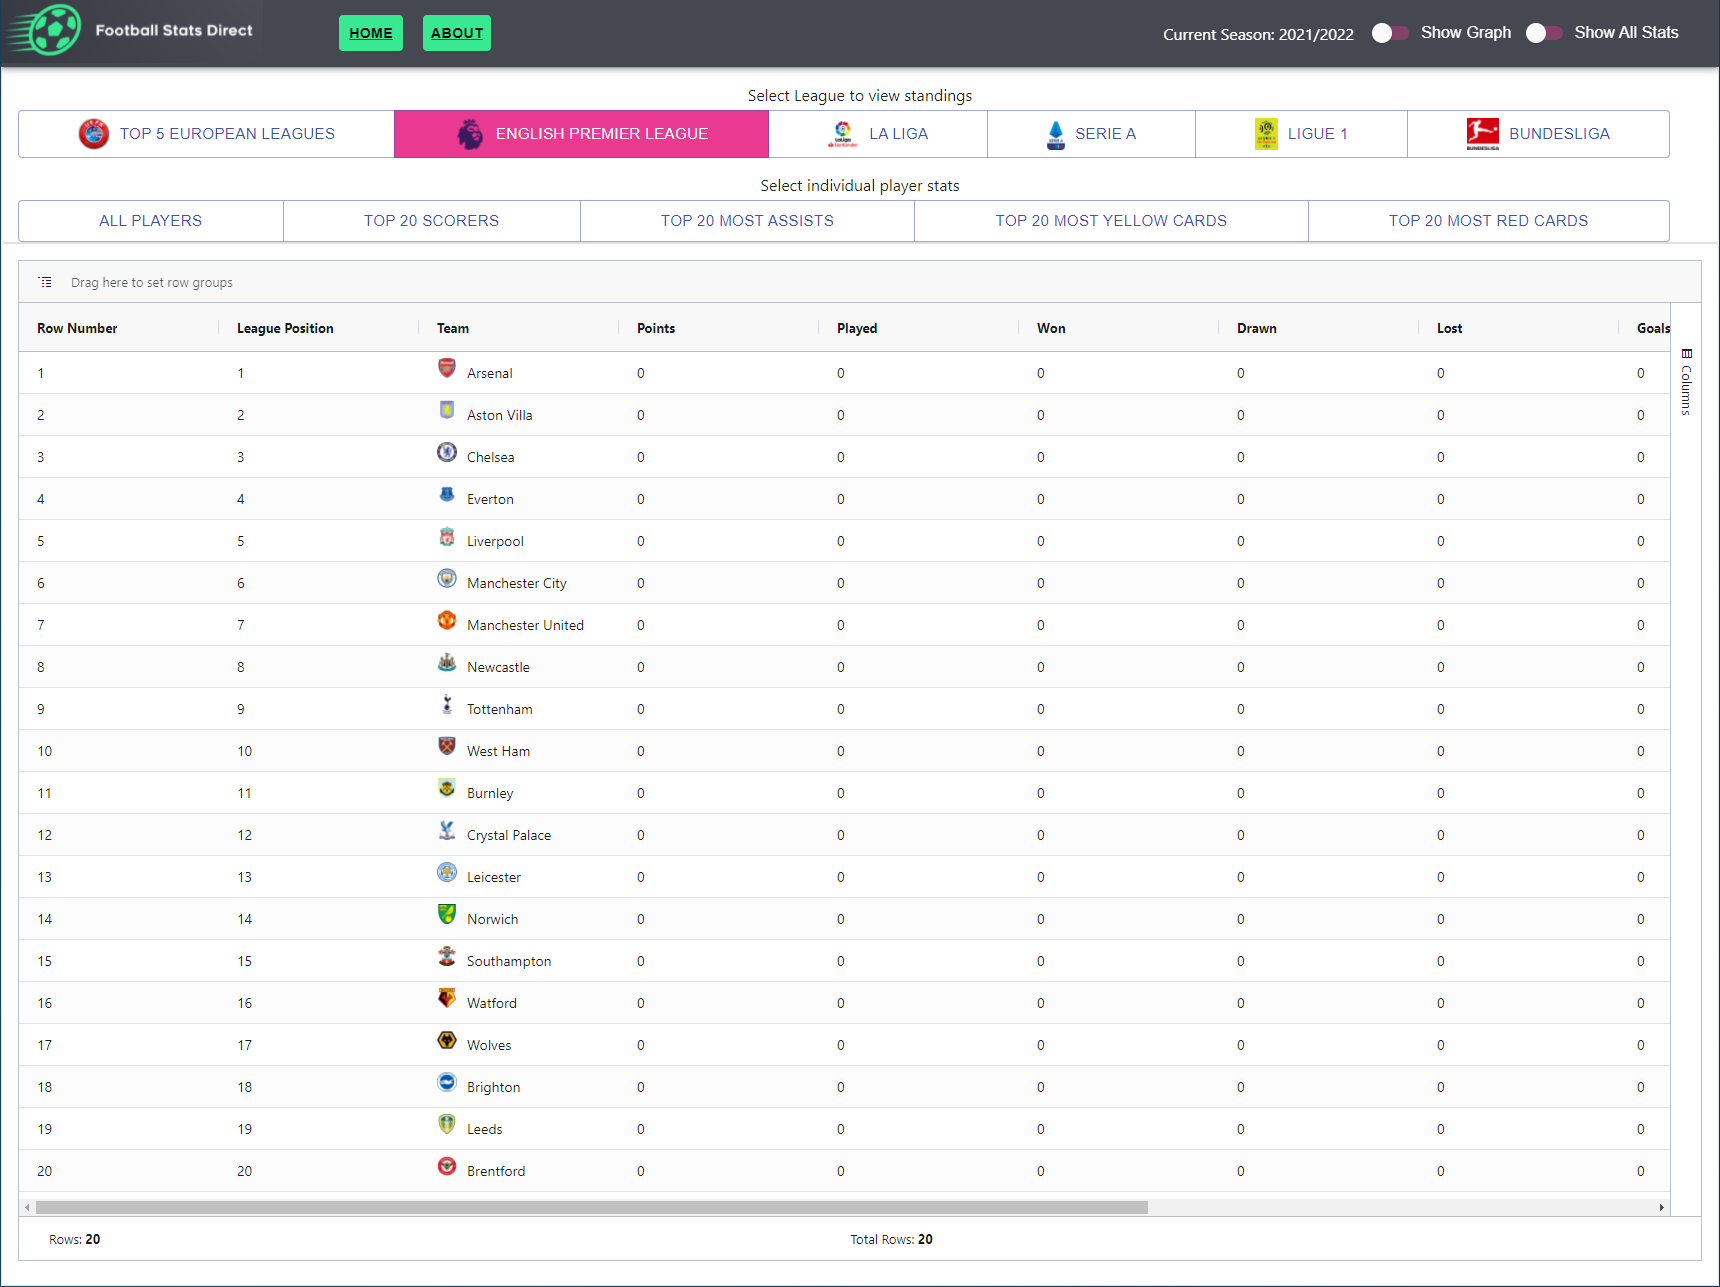 Football Stats Direct HOME ABOUT Current Season: 2021/2022 Show Graph Show All Stats
Select League to view standings
TOP 5 EUROPEAN LEAGUES ENGLISH PREMIER LEAGUE LA LIGA SERIE A LIGUE 1 BUNDESLIGA
Select individual player stats
ALL PLAYERS TOP 20 SCORERS TOP 20 MOST ASSISTS TOP 20 MOST YELLOW CARDS TOP 20 MOST RED CARDS
Drag here to set row groups
Row Number League Position Team Points Played Won Drawn Lost Goals
1 1 Arsenal 0 0 0 0 0 0
2 2 Aston Villa 0 0 0 0 0 0
3 3 Chelsea 0 0 0 0 0 0
4 4 Everton 0 0 0 0 0 0
5 5 Liverpool 0 0 0 0 0 0
6 6 Manchester City 0 0 0 0 0 0
7 7 Manchester United 0 0 0 0 0 0
8 8 Newcastle 0 0 0 0 0 0
9 9 Tottenham 0 0 0 0 0 0
10 10 West Ham 0 0 0 0 0 0
11 11 Burnley 0 0 0 0 0 0
12 12 Crystal Palace 0 0 0 0 0 0
13 13 Leicester 0 0 0 0 0 0
14 14 Norwich 0 0 0 0 0 0
15 15 Southampton 0 0 0 0 0 0
16 16 Watford 0 0 0 0 0 0
17 17 Wolves 0 0 0 0 0 0
18 18 Brighton 0 0 0 0 0 0
19 19 Leeds 0 0 0 0 0 0
20 20 Brentford 0 0 0 0 0 0
Columns
Rows: 20 Total Rows: 20